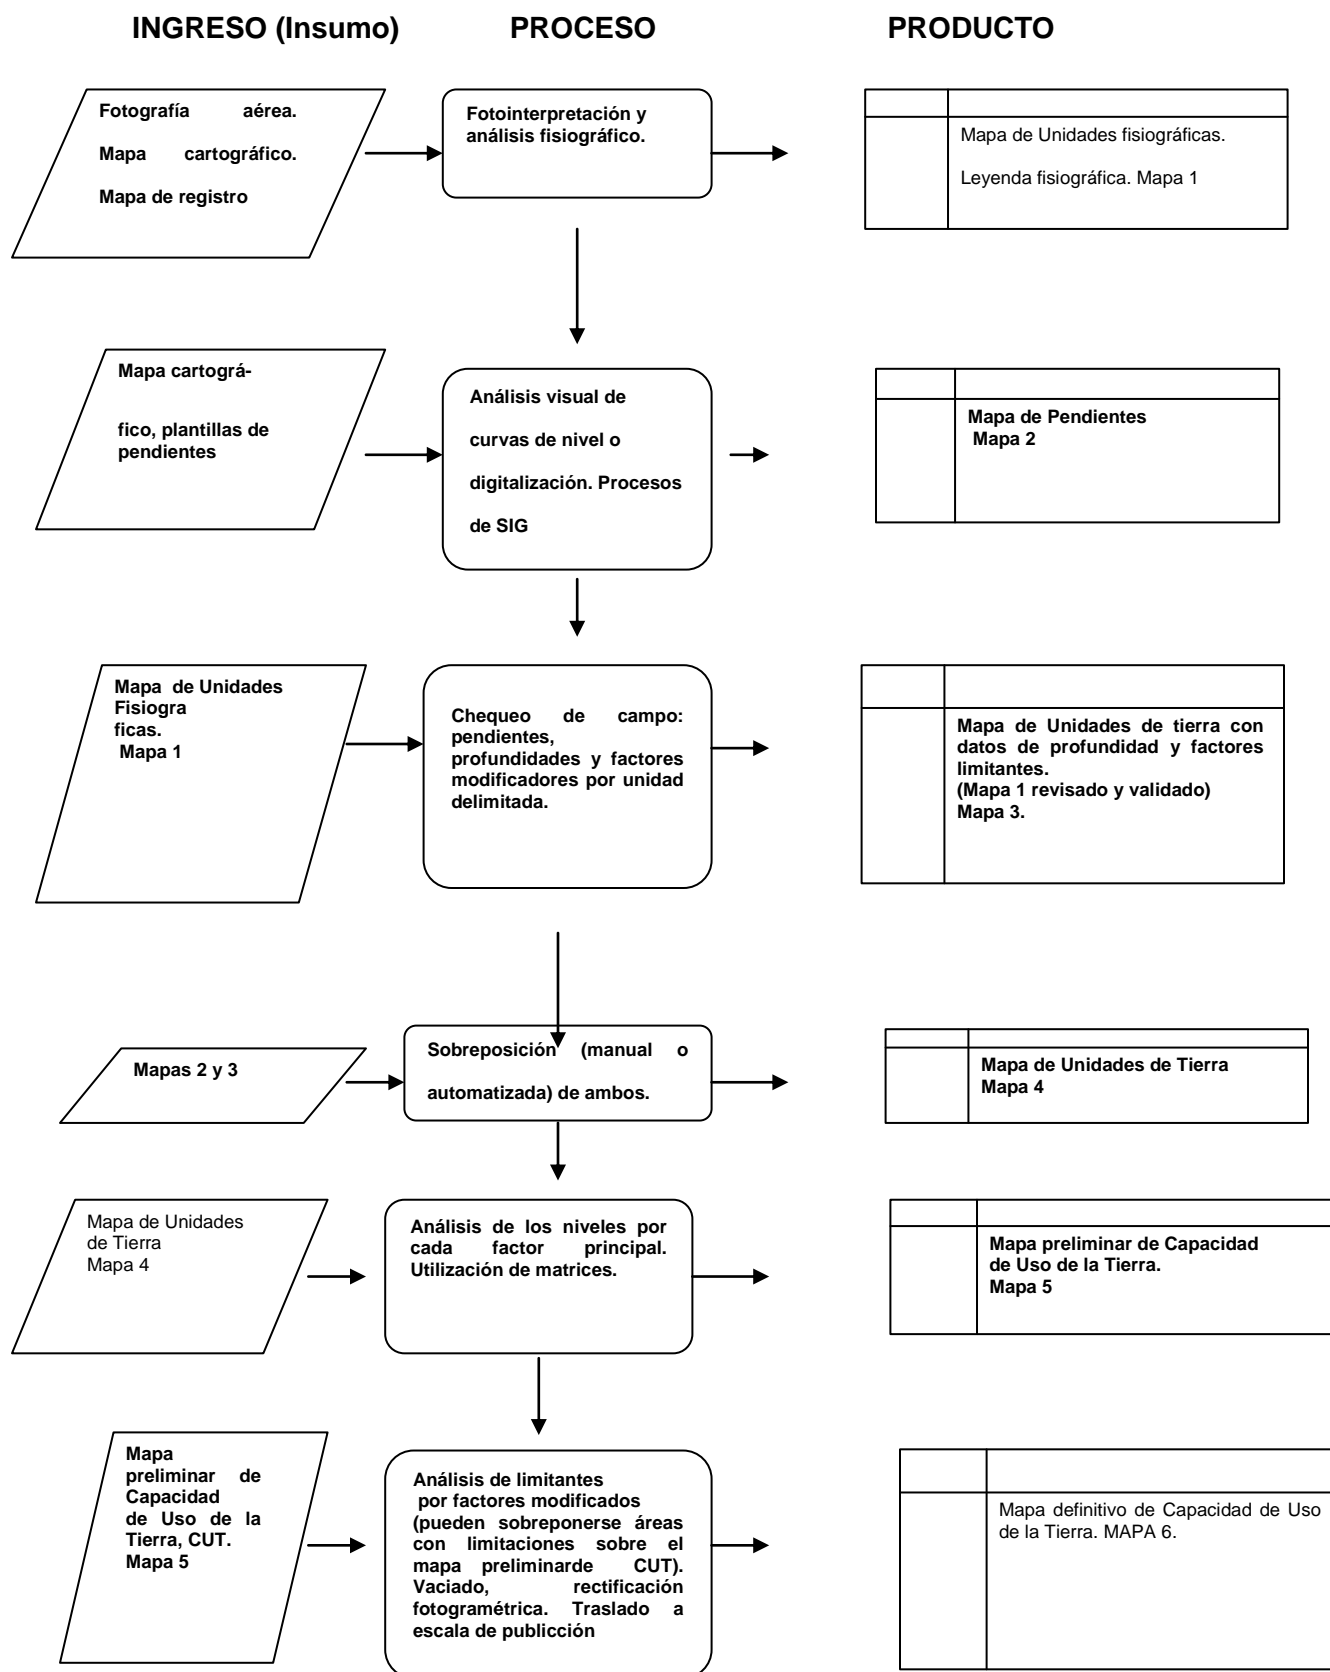 INGRESO (Insumo) PROCESO PRODUCTO
Fotografía aérea.
Mapa cartográfico.
Mapa de registro
Fotointerpretación y
análisis fisiográfico.
Mapa de Unidades fisiográficas.
Leyenda fisiográfica. Mapa 1
Mapa cartográ-
fico, plantillas de
pendientes
Análisis visual de
curvas de nivel o
digitalización. Procesos
de SIG
Mapa de Pendientes
Mapa 2
Mapa de Unidades
Fisiogra
ficas.
Mapa 1
Chequeo de campo:
pendientes,
profundidades y factores
modificadores por unidad
delimitada.
Mapa de Unidades de tierra con
datos de profundidad y factores
limitantes.
(Mapa 1 revisado y validado)
Mapa 3.
Mapas 2 y 3
Sobreposición (manual o
automatizada) de ambos.
Mapa de Unidades de Tierra
Mapa 4
Mapa de Unidades
de Tierra
Mapa 4
Análisis de los niveles por
cada factor principal.
Utilización de matrices.
Mapa preliminar de Capacidad
de Uso de la Tierra.
Mapa 5
Mapa
preliminar de
Capacidad
de Uso de la
Tierra, CUT.
Mapa 5
Análisis de limitantes
por factores modificados
(pueden sobreponerse áreas
con limitaciones sobre el
mapa preliminarde CUT).
Vaciado, rectificación
fotogramétrica. Traslado a
escala de publicción
Mapa definitivo de Capacidad de Uso
de la Tierra. MAPA 6.